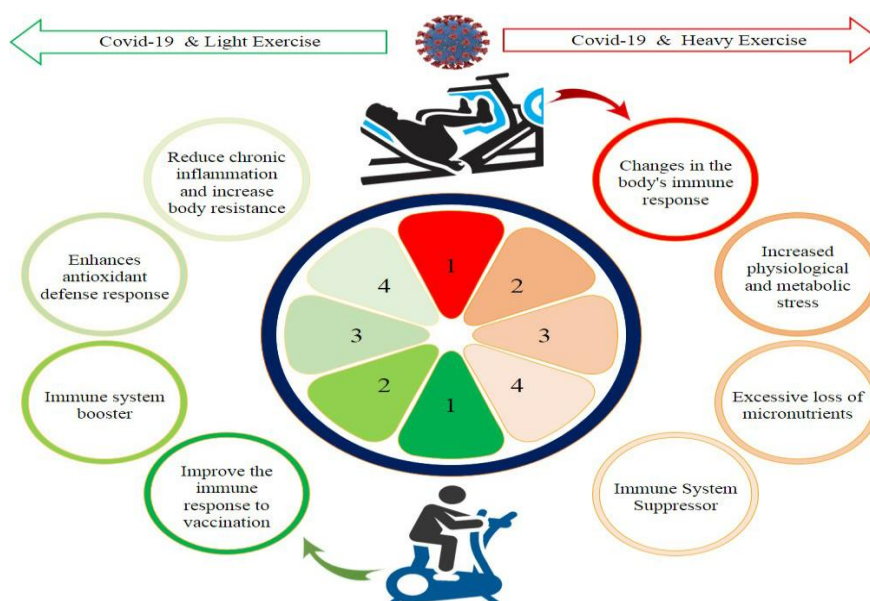 Covid-19 & Light Exercise
Covid-19 & Heavy Exercise
Reduce chronic
inflammation
and increase
body resistance
Enhances
antioxidant
defense response
Immune system
booster
Improve the
immune
response to
vaccination
1
2
3
4
1
2
3
4
Changes in the
body's immune
response
Increased
physiological
and metabolic
stress
Excessive loss of
micronutrients
Immune System
Suppressor